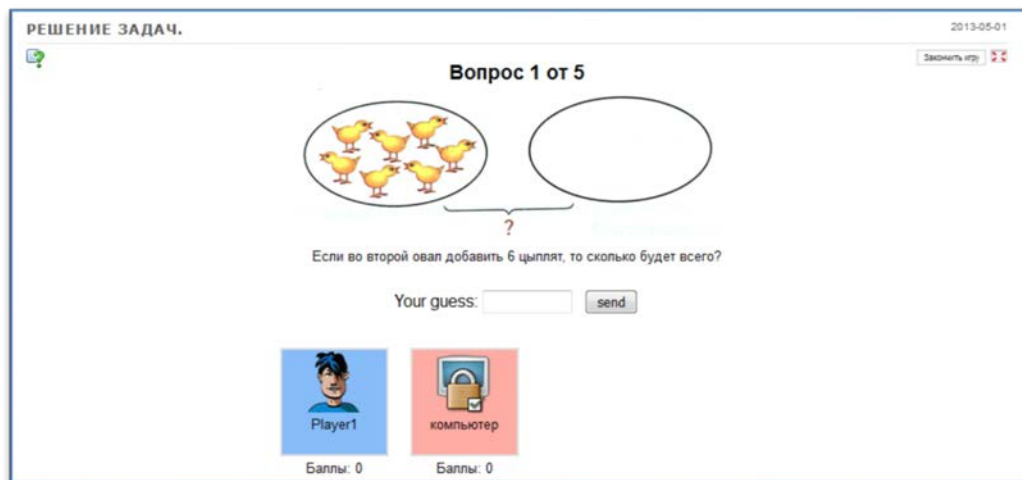 РЕШЕНИЕ ЗАДАЧ.
2013-05-01
Закончить игру
Вопрос 1 от 5
?
Если во второй овал добавить 6 цыплят, то сколько будет всего?
Your guess:
send
Player1
компьютер
Баллы: 0
Баллы: 0